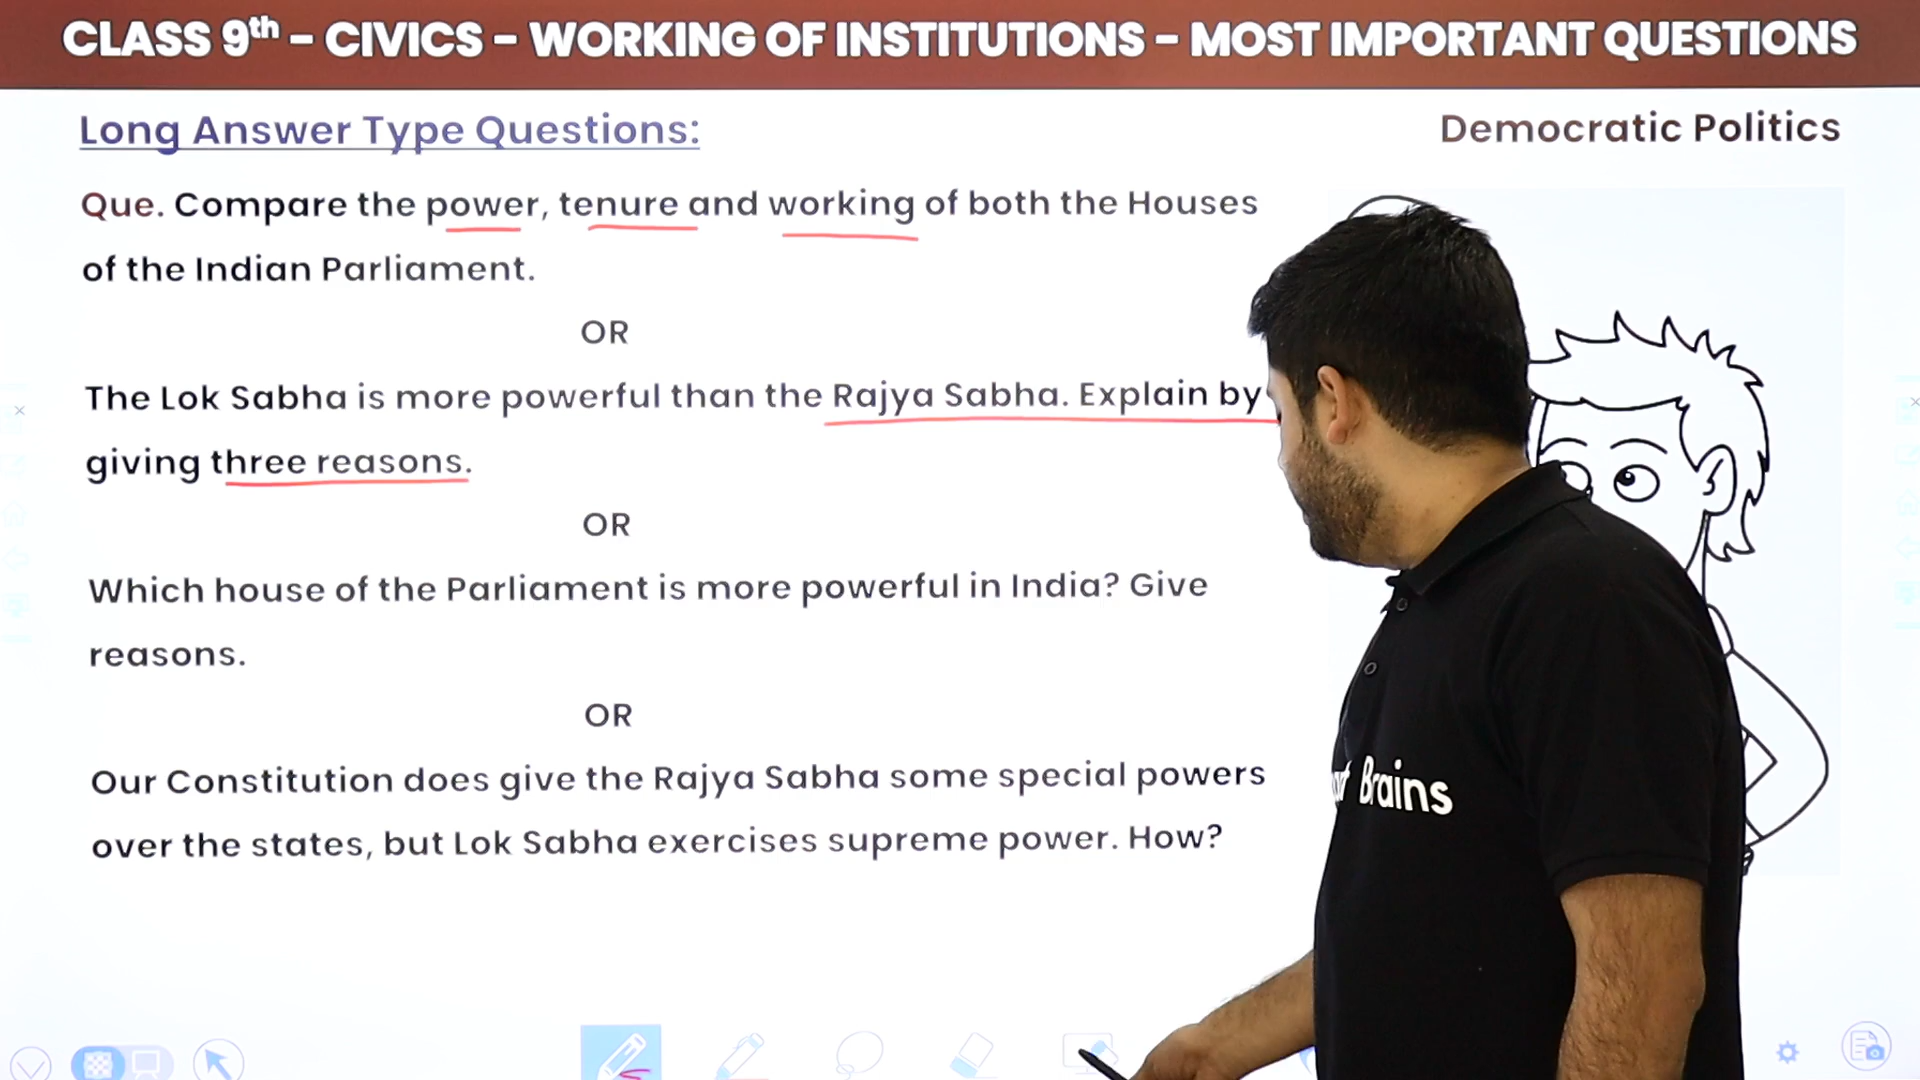 CLASS 9th - CIVICS - WORKING OF INSTITUTIONS - MOST IMPORTANT QUESTIONS
Long Answer Type Questions:
Democratic Politics
Que. Compare the power, tenure and working of both the Houses
of the Indian Parliament.
OR
The Lok Sabha is more powerful than the Rajya Sabha. Explain by
giving three reasons.
OR
Which house of the Parliament is more powerful in India? Give
reasons.
OR
Our Constitution does give the Rajya Sabha some special powers
over the states, but Lok Sabha exercises supreme power. How?
Brains